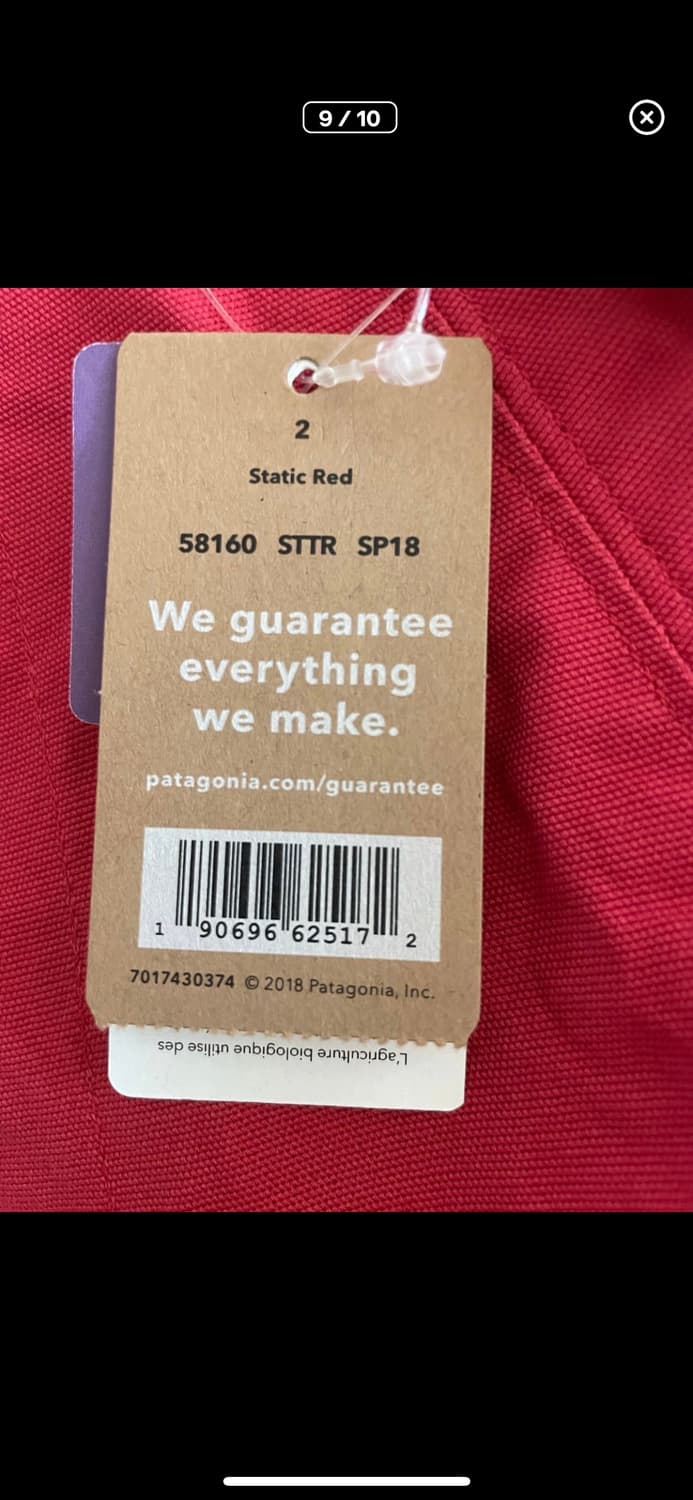 9 / 10
2
Static Red
58160 STTR SP18
We guarantee
everything
we make.
patagonia.com/guarantee
1 90696 62517 2
7017430374 © 2018 Patagonia, Inc.
L'agriculture biologique utilise des